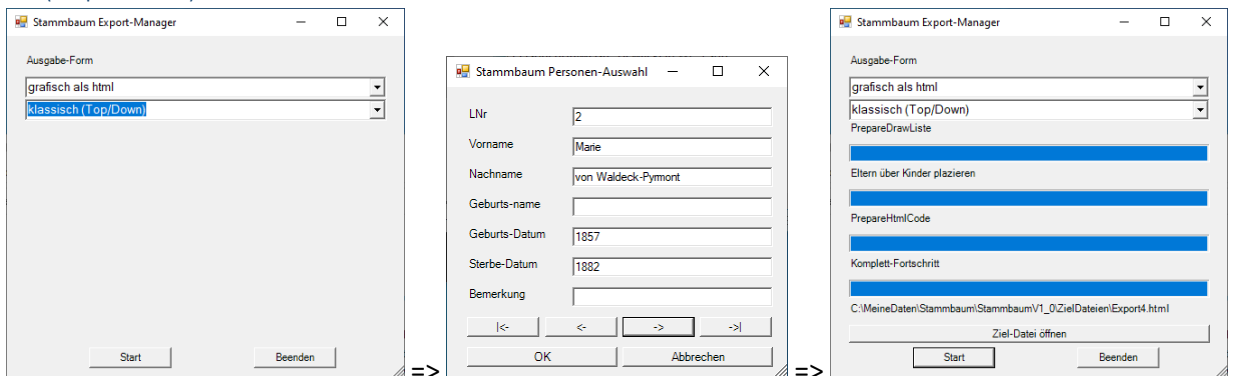 Stammbaum Export-Manager
Ausgabe-Form
grafisch als html
klassisch (Top/Down)
Start
Beenden
=>
Stammbaum Personen-Auswahl
LNr 2
Vorname Marie
Nachname von Waldeck-Pyrmont
Geburts-name
Geburts-Datum 1857
Sterbe-Datum 1882
Bemerkung
|<- <- -> ->|
OK Abbrechen
=>
Stammbaum Export-Manager
Ausgabe-Form
grafisch als html
klassisch (Top/Down)
PrepareDrawListe
Eltern über Kinder plazieren
PrepareHtmlCode
Komplett-Fortschritt
C:\MeineDaten\Stammbaum\StammbaumV1_0\ZielDateien\Export4.html
Ziel-Datei öffnen
Start Beenden